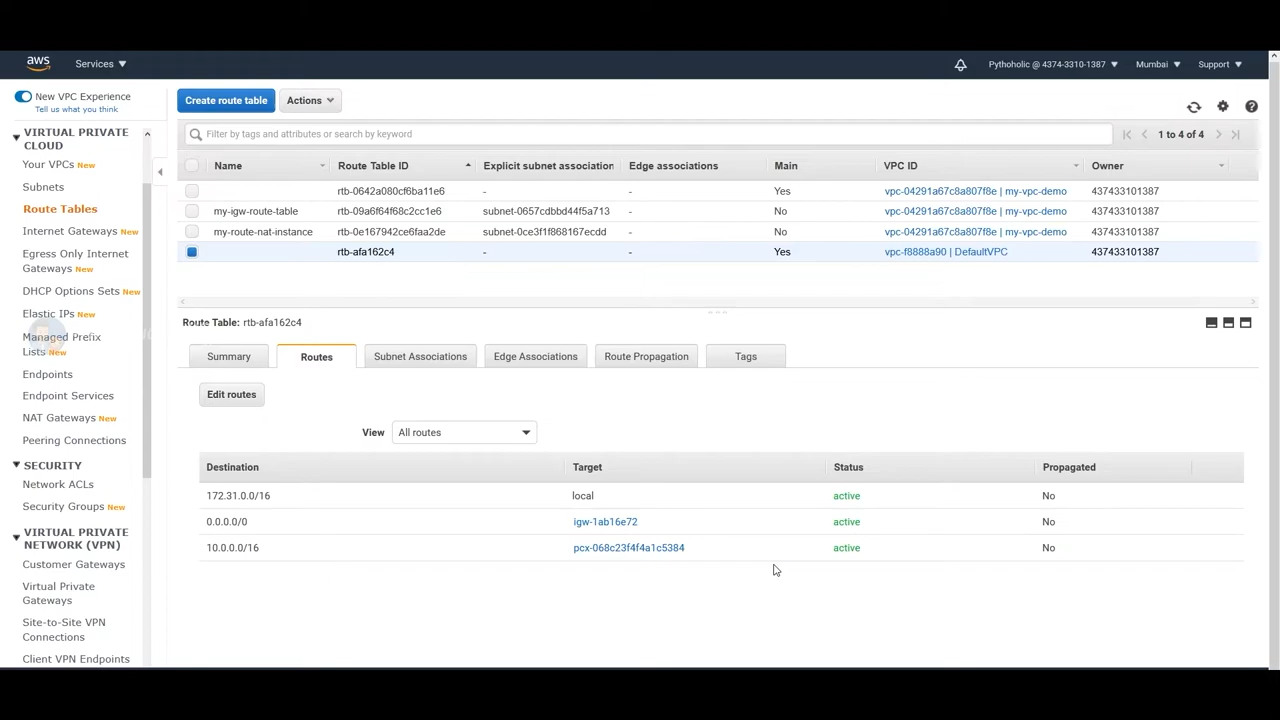 aws Services Pythoholic @ 4374-3310-1387 Mumbai Support
New VPC Experience
Tell us what you think
VIRTUAL PRIVATE
CLOUD
Your VPCs New
Subnets
Route Tables
Internet Gateways New
Egress Only Internet
Gateways New
DHCP Options Sets New
Elastic IPs New
Managed Prefix
Lists New
Endpoints
Endpoint Services
NAT Gateways New
Peering Connections
SECURITY
Network ACLs
Security Groups New
VIRTUAL PRIVATE
NETWORK (VPN)
Customer Gateways
Virtual Private
Gateways
Site-to-Site VPN
Connections
Client VPN Endpoints
Create route table Actions
Filter by tags and attributes or search by keyword 1 to 4 of 4
Name Route Table ID Explicit subnet association Edge associations Main VPC ID Owner
rtb-0642a080cf6ba11e6 - - Yes vpc-04291a67c8a807f8e | my-vpc-demo 437433101387
my-igw-route-table rtb-09a6f64f68c2cc1e6 subnet-0657cdbbd44f5a713 - No vpc-04291a67c8a807f8e | my-vpc-demo 437433101387
my-route-nat-instance rtb-0e167942ce6faa2de subnet-0ce3f1f868167ecdd - No vpc-04291a67c8a807f8e | my-vpc-demo 437433101387
rtb-afa162c4 - - Yes vpc-f8888a90 | DefaultVPC 437433101387
Route Table: rtb-afa162c4
Summary Routes Subnet Associations Edge Associations Route Propagation Tags
Edit routes
View All routes
Destination Target Status Propagated
172.31.0.0/16 local active No
0.0.0.0/0 igw-1ab16e72 active No
10.0.0.0/16 pcx-068c23f4f4a1c5384 active No